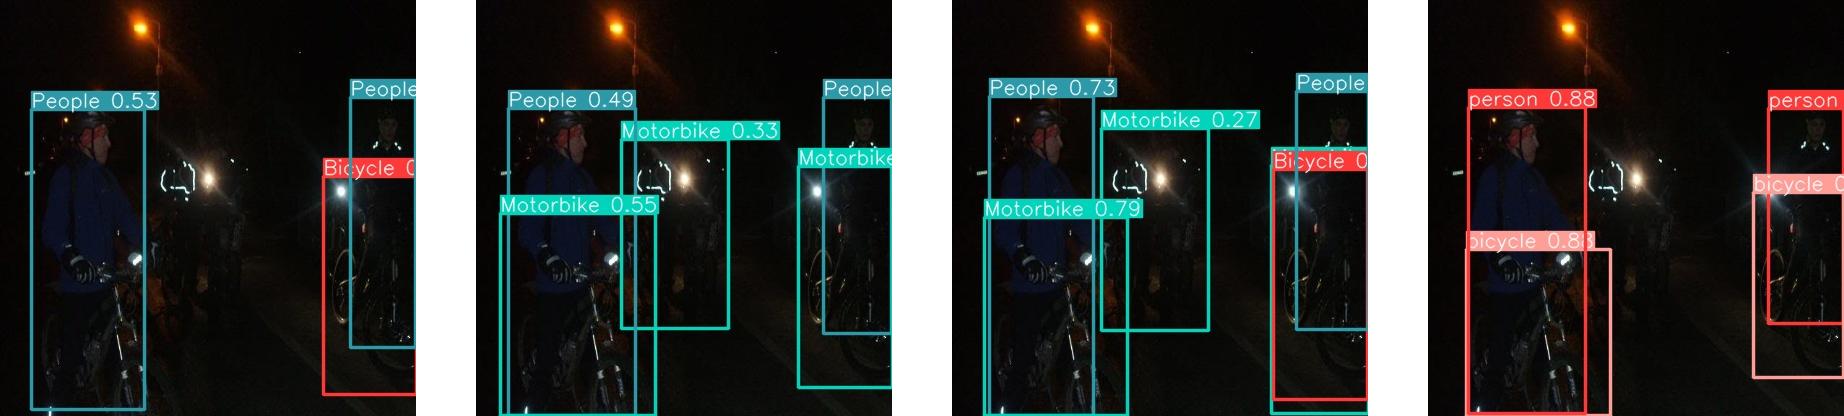 People 0.53
People
Bicycle 0
People 0.49
Motorbike 0.33
People
Motorbike
Motorbike 0.55
People 0.73
Motorbike 0.27
People
Bicycle 0
Motorbike 0.79
person 0.88
person
bicycle 0
bicycle 0.88